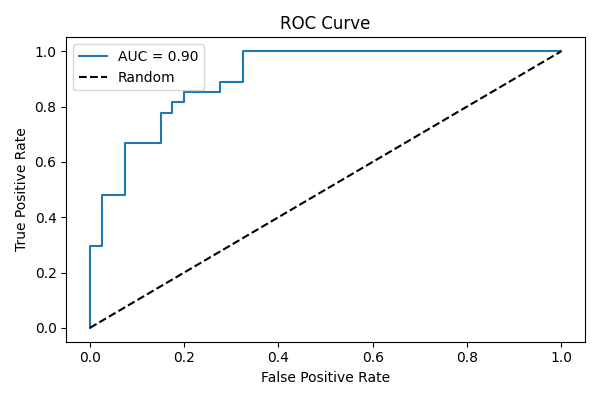 ROC Curve
AUC = 0.90
Random
True Positive Rate
1.0
0.8
0.6
0.4
0.2
0.0
0.0 0.2 0.4 0.6 0.8 1.0
False Positive Rate